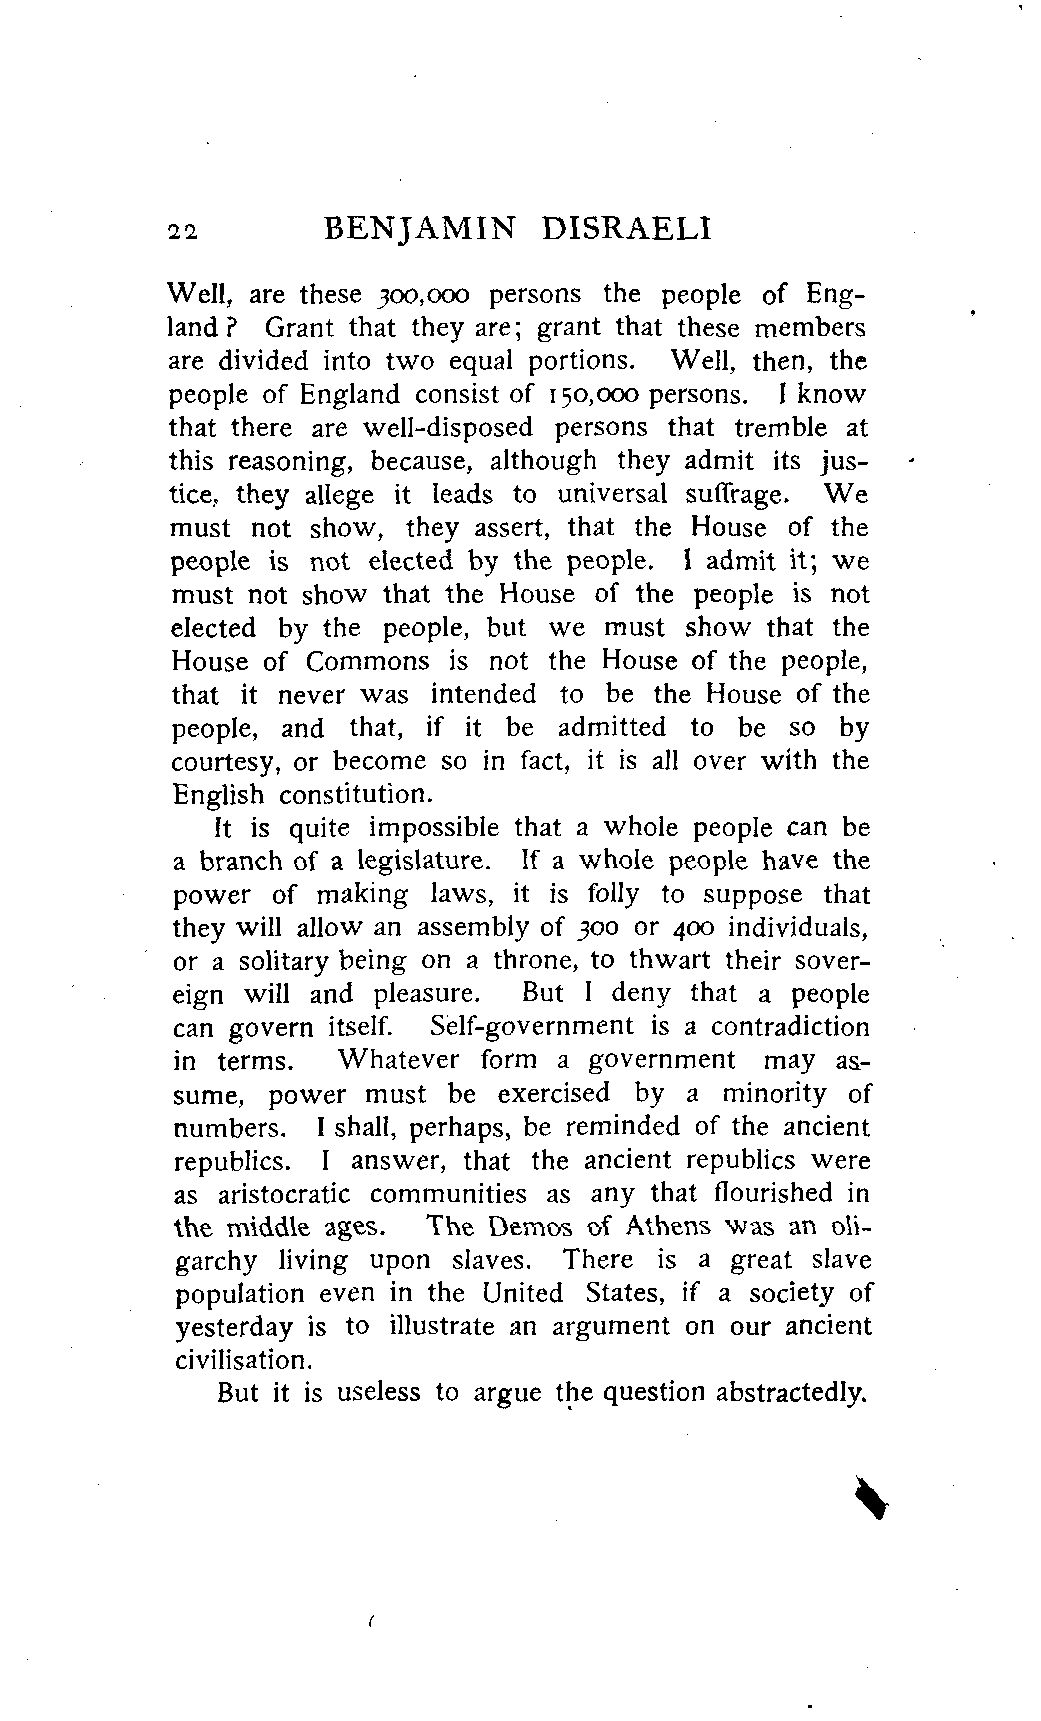 22 BENJAMIN DISRAELI
Well, are these 300,000 persons the people of Eng-
land? Grant that they are; grant that these members
are divided into two equal portions. Well, then, the
people of England consist of 150,000 persons. I know
that there are well-disposed persons that tremble at
this reasoning, because, although they admit its jus-
tice, they allege it leads to universal suffrage. We
must not show, they assert, that the House of the
people is not elected by the people. I admit it; we
must not show that the House of the people is not
elected by the people, but we must show that the
House of Commons is not the House of the people,
that it never was intended to be the House of the
people, and that, if it be admitted to be so by
courtesy, or become so in fact, it is all over with the
English constitution.
It is quite impossible that a whole people can be
a branch of a legislature. If a whole people have the
power of making laws, it is folly to suppose that
they will allow an assembly of 300 or 400 individuals,
or a solitary being on a throne, to thwart their sover-
eign will and pleasure. But I deny that a people
can govern itself. Self-government is a contradiction
in terms. Whatever form a government may as-
sume, power must be exercised by a minority of
numbers. I shall, perhaps, be reminded of the ancient
republics. I answer, that the ancient republics were
as aristocratic communities as any that flourished in
the middle ages. The Demos of Athens was an oli-
garchy living upon slaves. There is a great slave
population even in the United States, if a society of
yesterday is to illustrate an argument on our ancient
civilisation.
But it is useless to argue the question abstractedly.